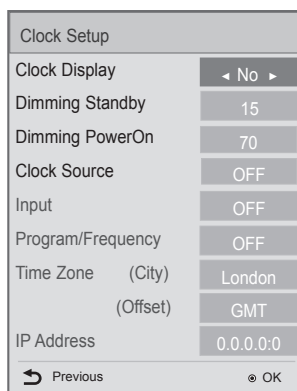 Clock Setup
Clock Display ◄ No ►
Dimming Standby 15
Dimming PowerOn 70
Clock Source OFF
Input OFF
Program/Frequency OFF
Time Zone (City) London
(Offset) GMT
IP Address 0.0.0.0:0
Previous OK